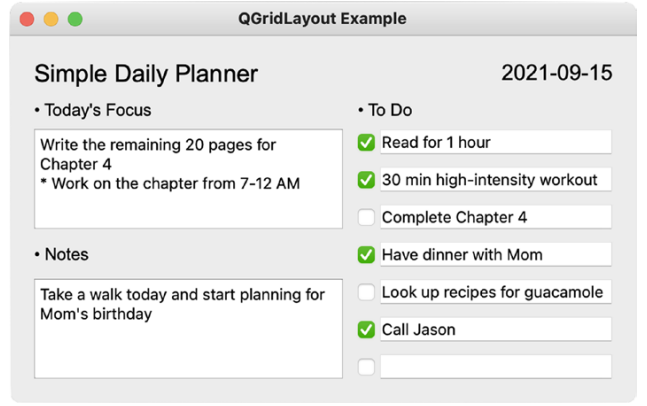 QGridLayout Example
Simple Daily Planner
2021-09-15
• Today's Focus
Write the remaining 20 pages for
Chapter 4
* Work on the chapter from 7-12 AM
• Notes
Take a walk today and start planning for
Mom's birthday
• To Do
Read for 1 hour
30 min high-intensity workout
Complete Chapter 4
Have dinner with Mom
Look up recipes for guacamole
Call Jason